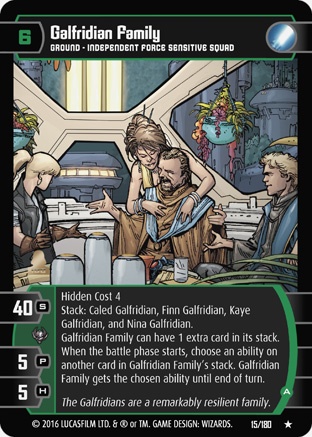 6
Galfridian Family
GROUND - INDEPENDENT FORCE SENSITIVE SQUAD
40 S
5 P
5 H
Hidden Cost 4
Stack: Caled Galfridian, Finn Galfridian, Kaye
Galfridian, and Nina Galfridian.
Galfridian Family can have 1 extra card in its stack.
When the battle phase starts, choose an ability on
another card in Galfridian Family's stack. Galfridian
Family gets the chosen ability until end of turn.
The Galfridians are a remarkably resilient family.
A
© 2016 LUCASFILM LTD. & ® or TM. GAME DESIGN: WIZARDS. 15/180 ★